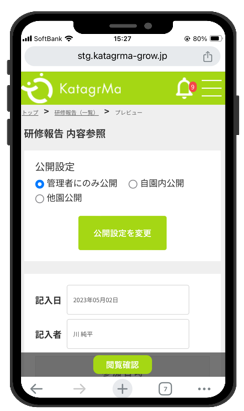 SoftBank 15:27 80%
stg.katagrma-grow.jp
KatagrMa
トップ > 研修報告（一覧） > プレビュー
研修報告 内容参照
公開設定
管理者にのみ公開 自園内公開
他園公開
公開設定を変更
記入日 2023年05月02日
記入者 川 純平
閲覧確認
7